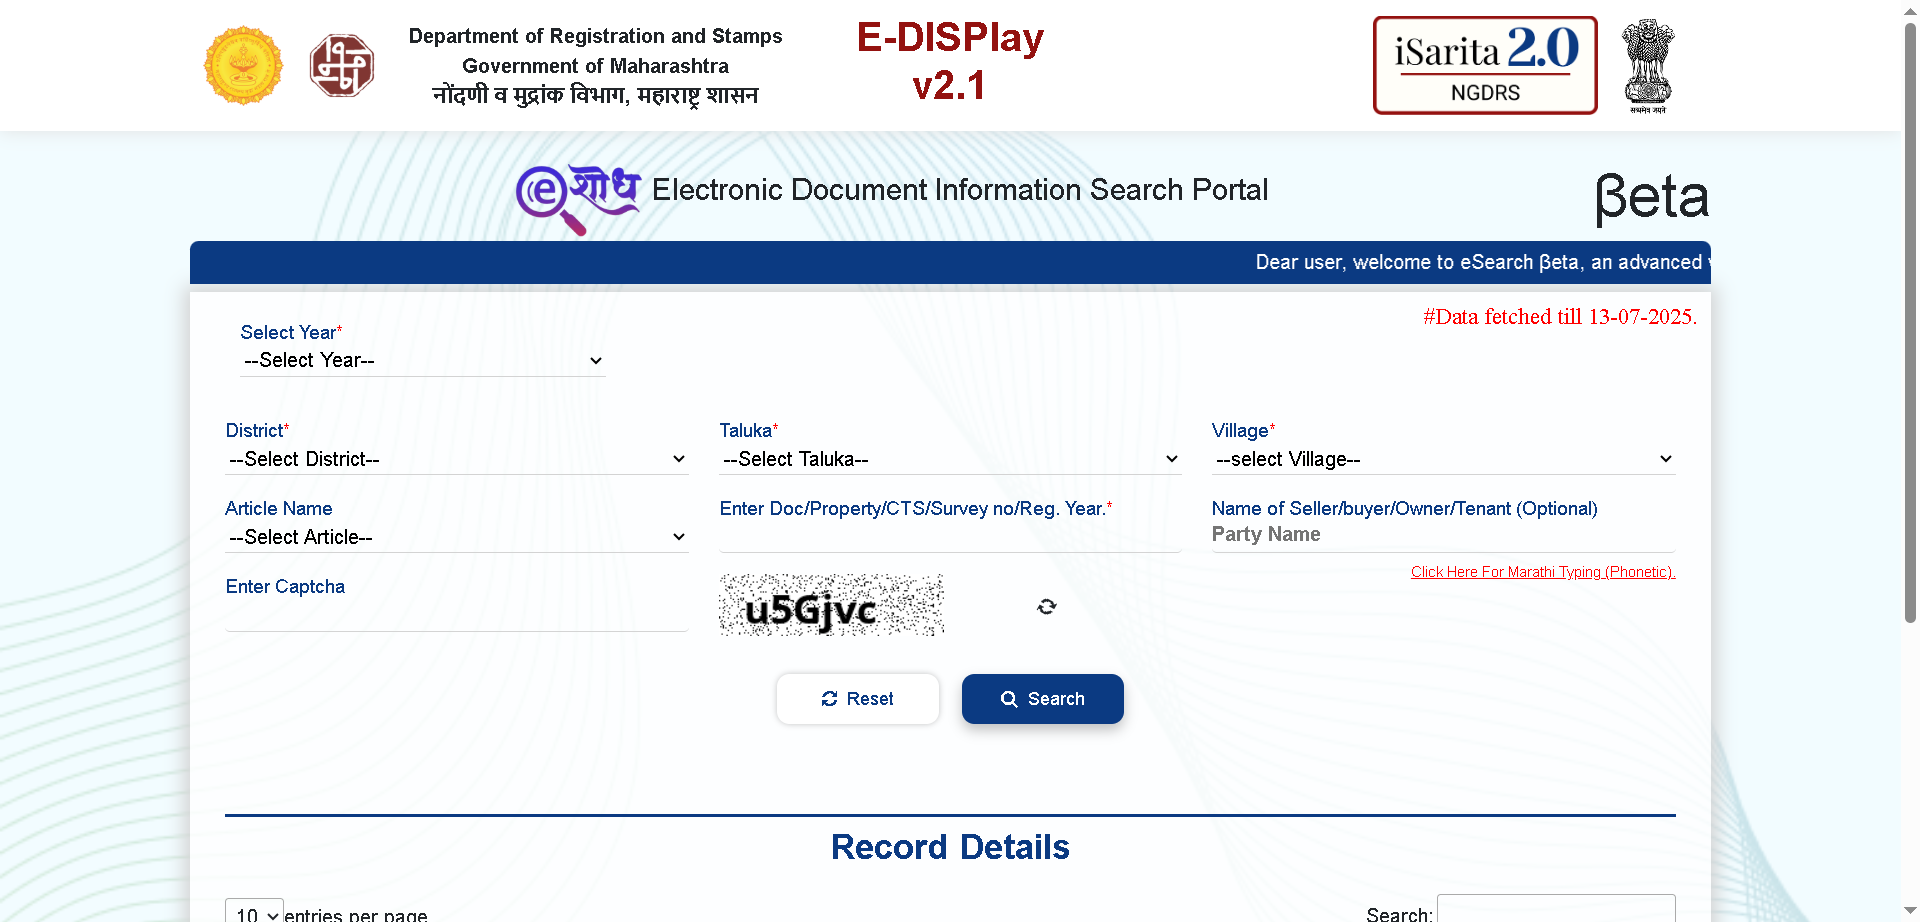 Department of Registration and Stamps
Government of Maharashtra
नोंदणी व मुद्रांक विभाग, महाराष्ट्र शासन
E-DISPlay
v2.1
iSarita 2.0
NGDRS
सत्यमेव जयते
eशोध Electronic Document Information Search Portal
βeta
Dear user, welcome to eSearch βeta, an advanced
#Data fetched till 13-07-2025.
Select Year*
--Select Year--
District* Taluka* Village*
--Select District-- --Select Taluka-- --select Village--
Article Name Enter Doc/Property/CTS/Survey no/Reg. Year.* Name of Seller/buyer/Owner/Tenant (Optional)
--Select Article-- Party Name
Click Here For Marathi Typing (Phonetic).
Enter Captcha
u5Gjvc
Reset Search
Record Details
10 entries per page Search: